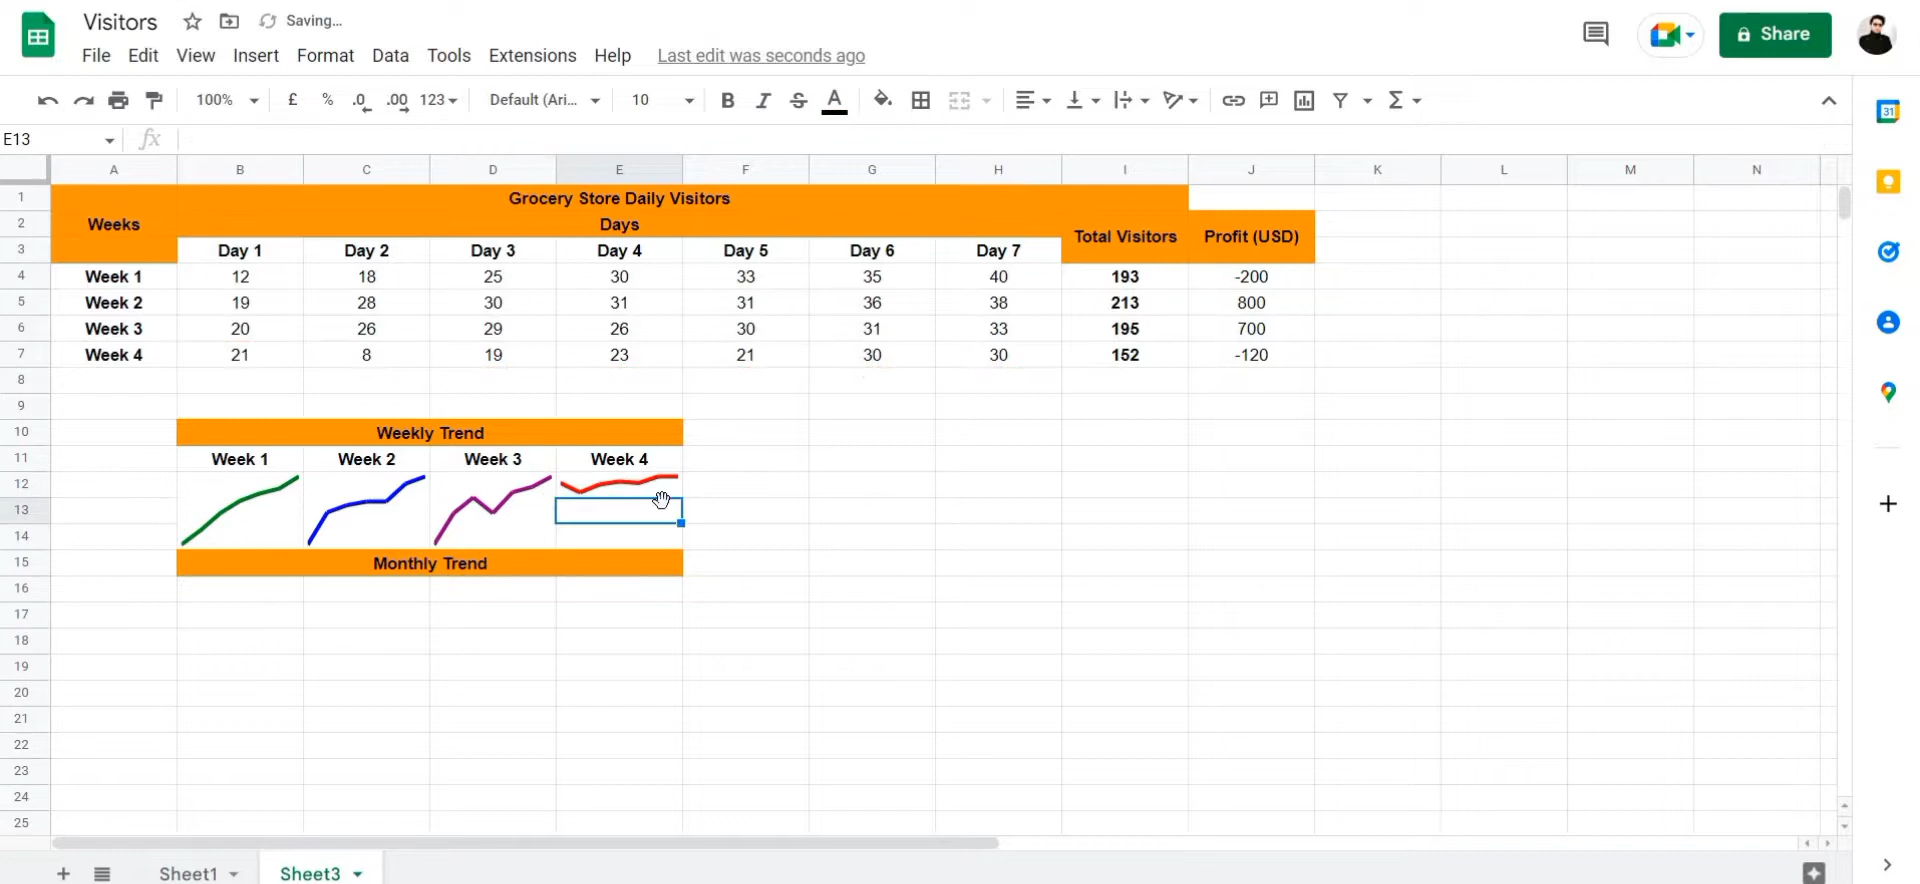 Visitors Saving...
File Edit View Insert Format Data Tools Extensions Help Last edit was seconds ago
Share
100% £ % .0 .00 123 Default (Ari... 10 B I S A Σ
31
E13 fx
A B C D E F G H I J K L M N
1 Grocery Store Daily Visitors
2 Weeks Days Total Visitors Profit (USD)
3 Day 1 Day 2 Day 3 Day 4 Day 5 Day 6 Day 7
4 Week 1 12 18 25 30 33 35 40 193 -200
5 Week 2 19 28 30 31 31 36 38 213 800
6 Week 3 20 26 29 26 30 31 33 195 700
7 Week 4 21 8 19 23 21 30 30 152 -120
8
9
10 Weekly Trend
11 Week 1 Week 2 Week 3 Week 4
12
13
14
15 Monthly Trend
16
17
18
19
20
21
22
23
24
25
Sheet1 Sheet3